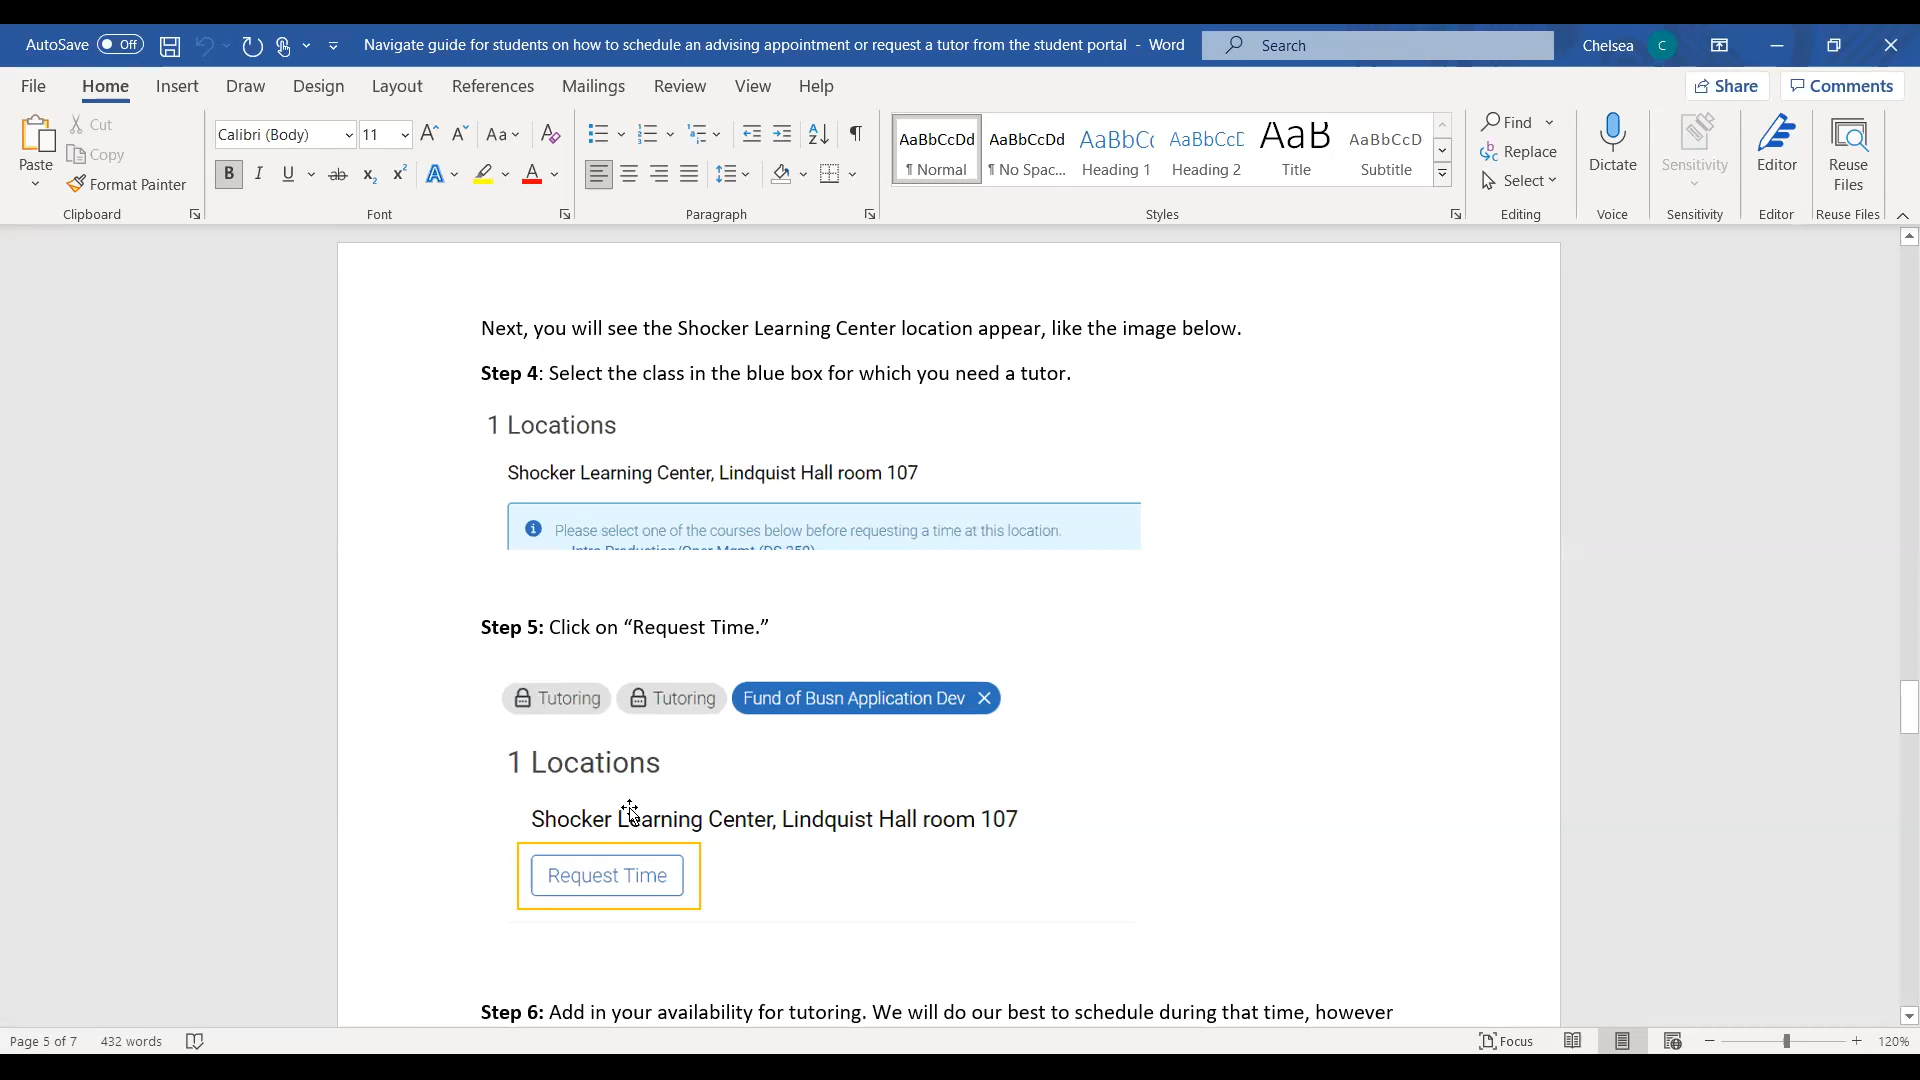 AutoSave Off Navigate guide for students on how to schedule an advising appointment or request a tutor from the student portal - Word Search Chelsea C
File Home Insert Draw Design Layout References Mailings Review View Help Share Comments
Paste Cut Copy Format Painter Clipboard
Calibri (Body) 11 Aa
B I U ab x₂ x² A A Font
Paragraph
AaBbCcDd ¶ Normal
AaBbCcDd ¶ No Spac...
AaBbCc Heading 1
AaBbCcD Heading 2
AaB Title
AaBbCcD Subtitle
Styles
Find Replace Select Editing
Dictate Voice
Sensitivity Sensitivity
Editor Editor
Reuse Files Reuse Files
Next, you will see the Shocker Learning Center location appear, like the image below.
Step 4: Select the class in the blue box for which you need a tutor.
1 Locations
Shocker Learning Center, Lindquist Hall room 107
Please select one of the courses below before requesting a time at this location.
Step 5: Click on “Request Time.”
Tutoring Tutoring Fund of Busn Application Dev
1 Locations
Shocker Learning Center, Lindquist Hall room 107
Request Time
Step 6: Add in your availability for tutoring. We will do our best to schedule during that time, however
Page 5 of 7 432 words Focus 120%